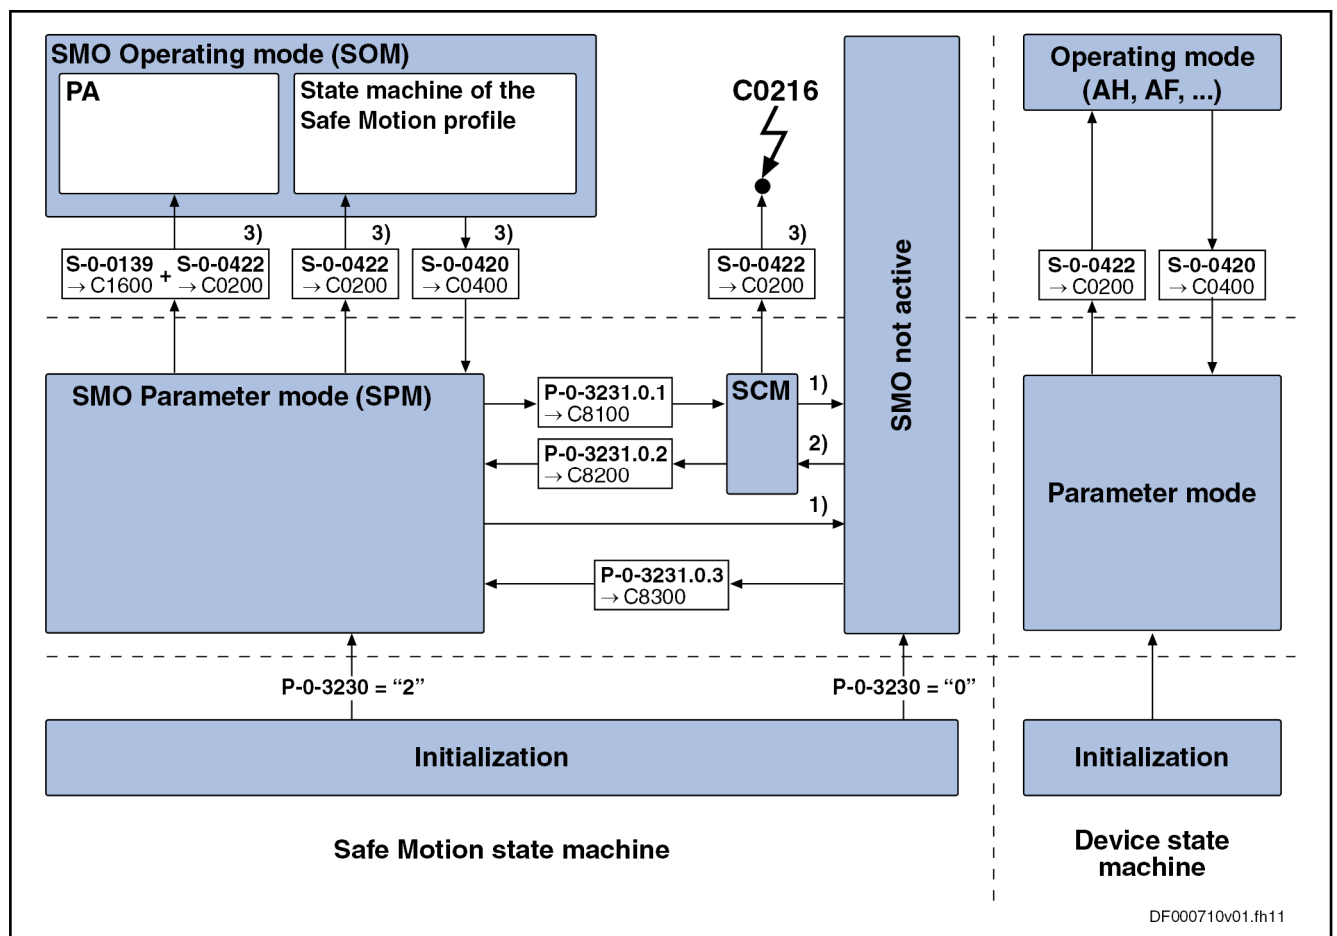 SMO Operating mode (SOM)
PA
State machine of the
Safe Motion profile
C0216
SMO not active
Operating mode
(AH, AF, ...)
3)
3)
3)
3)
S-0-0139 + S-0-0422
→ C1600 → C0200
S-0-0422
→ C0200
S-0-0420
→ C0400
S-0-0422
→ C0200
S-0-0422
→ C0200
S-0-0420
→ C0400
SMO Parameter mode (SPM)
P-0-3231.0.1
→ C8100
SCM
1)
P-0-3231.0.2
→ C8200
2)
1)
P-0-3231.0.3
→ C8300
Parameter mode
P-0-3230 = “2”
P-0-3230 = “0”
Initialization
Initialization
Safe Motion state machine
Device state
machine
DF000710v01.fh11